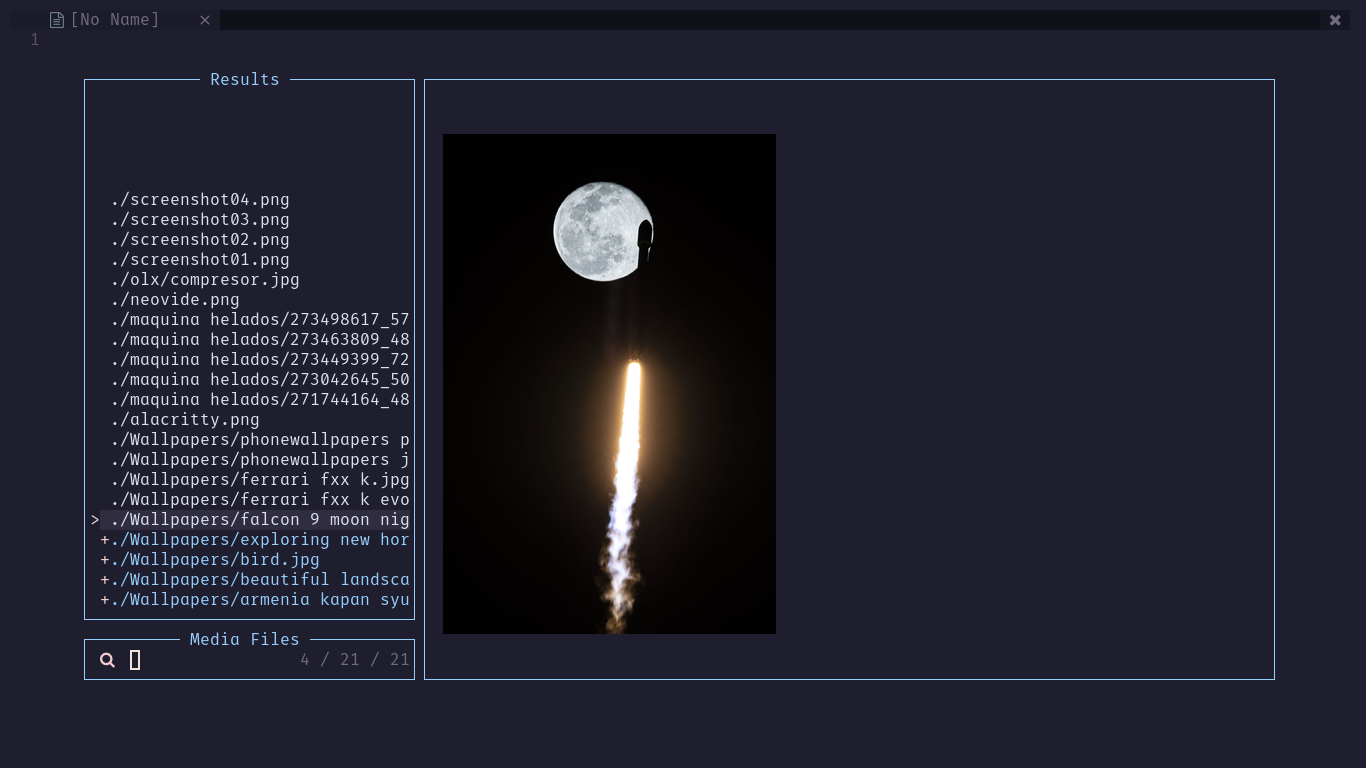 [No Name]
1
Results
./screenshot04.png
./screenshot03.png
./screenshot02.png
./screenshot01.png
./olx/compresor.jpg
./neovide.png
./maquina helados/273498617_57
./maquina helados/273463809_48
./maquina helados/273449399_72
./maquina helados/273042645_50
./maquina helados/271744164_48
./alacritty.png
./Wallpapers/phonewallpapers p
./Wallpapers/phonewallpapers j
./Wallpapers/ferrari fxx k.jpg
./Wallpapers/ferrari fxx k evo
> ./Wallpapers/falcon 9 moon nig
+./Wallpapers/exploring new hor
+./Wallpapers/bird.jpg
+./Wallpapers/beautiful landsca
+./Wallpapers/armenia kapan syu
Media Files
4 / 21 / 21